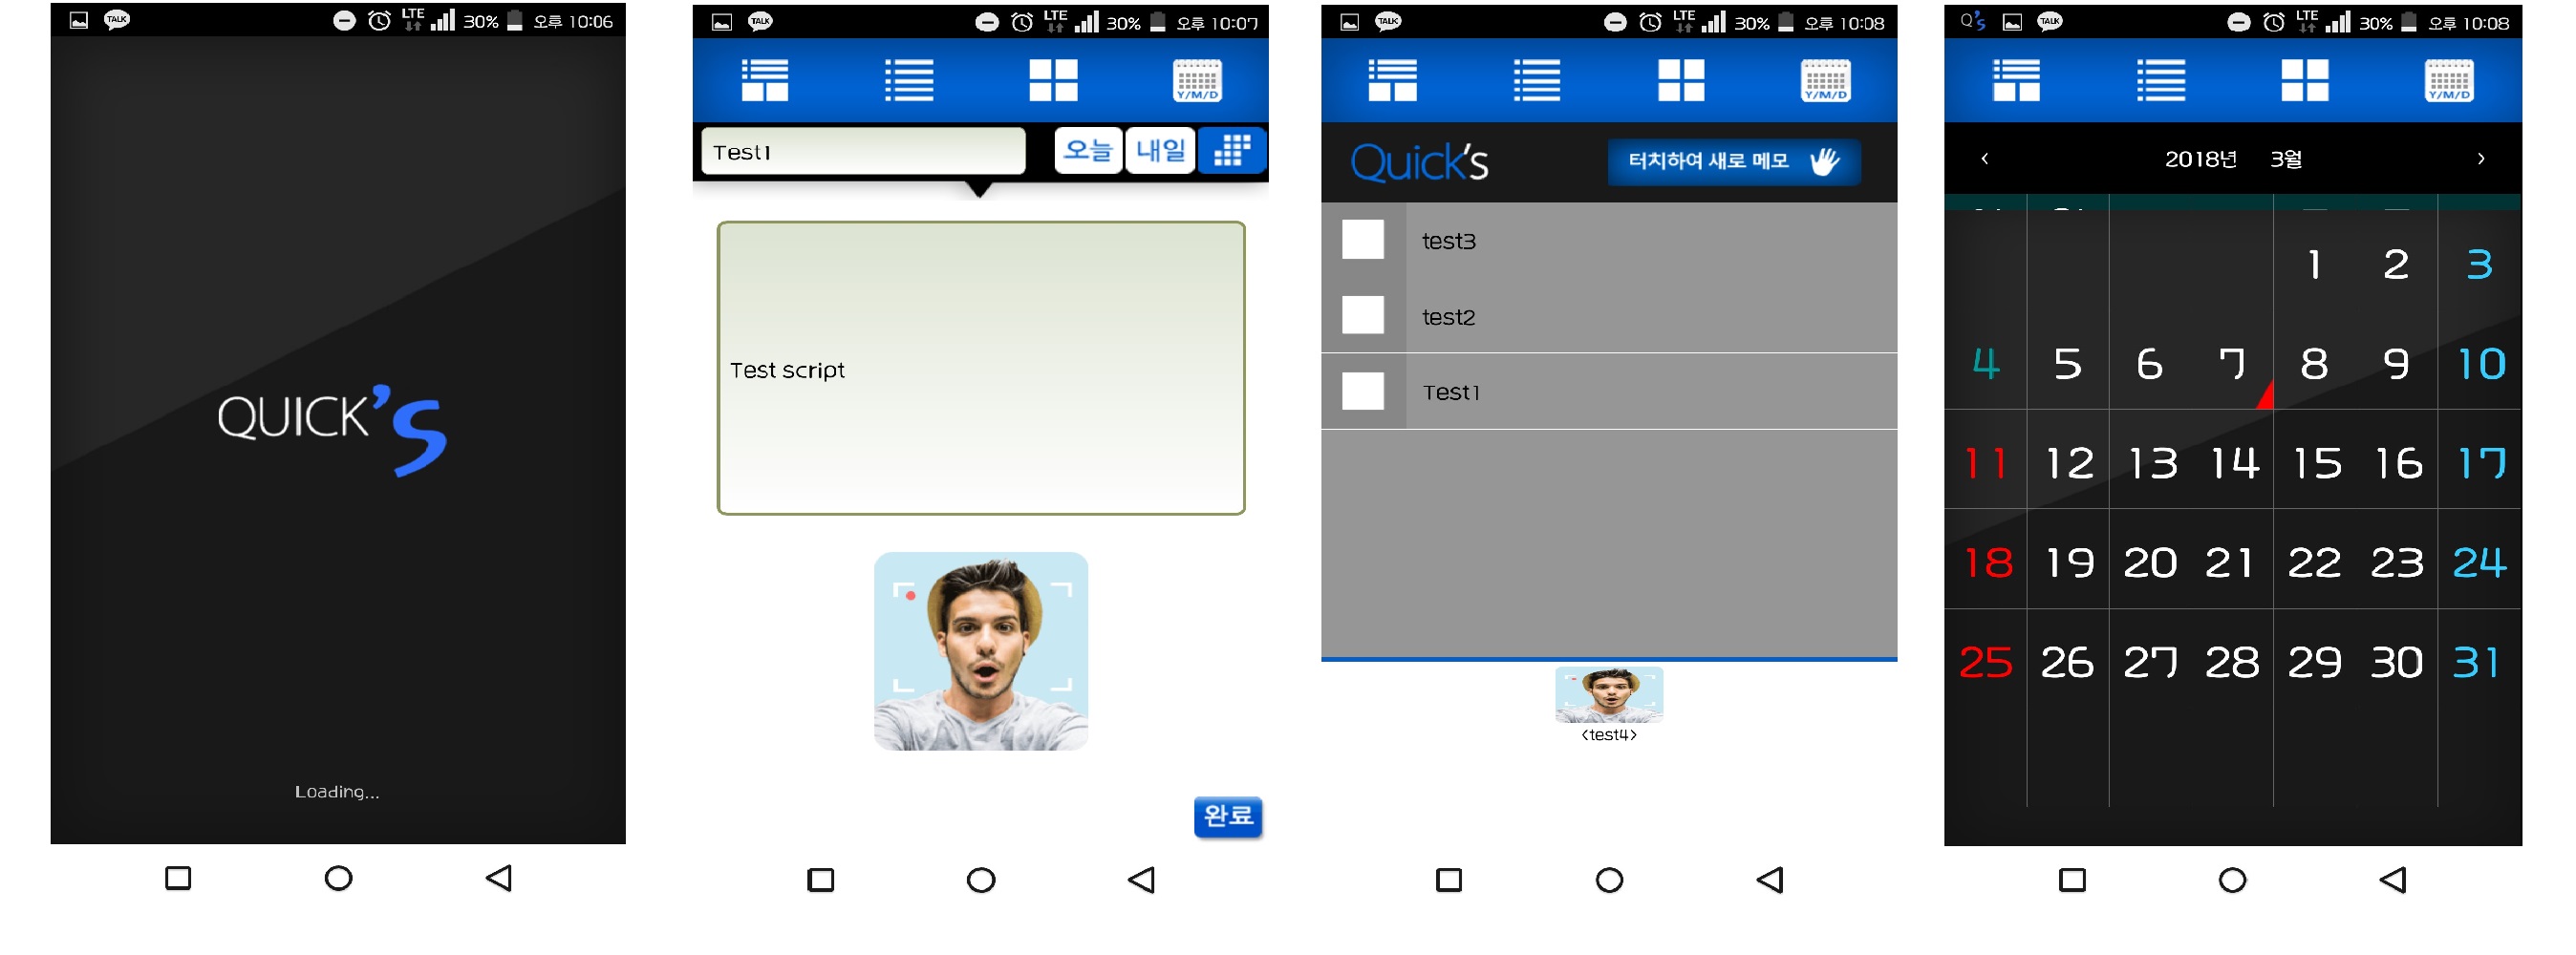 TALK LTE 30% 오후 10:06
QUICK'S
Loading...
TALK LTE 30% 오후 10:07
Y/M/D
Test1 오늘 내일
Test script
완료
TALK LTE 30% 오후 10:08
Y/M/D
Quick's 터치하여 새로 메모
test3
test2
Test1
<test4>
Q's TALK LTE 30% 오후 10:08
Y/M/D
‹ 2018년 3월 ›
1 2 3
4 5 6 7 8 9 10
11 12 13 14 15 16 17
18 19 20 21 22 23 24
25 26 27 28 29 30 31